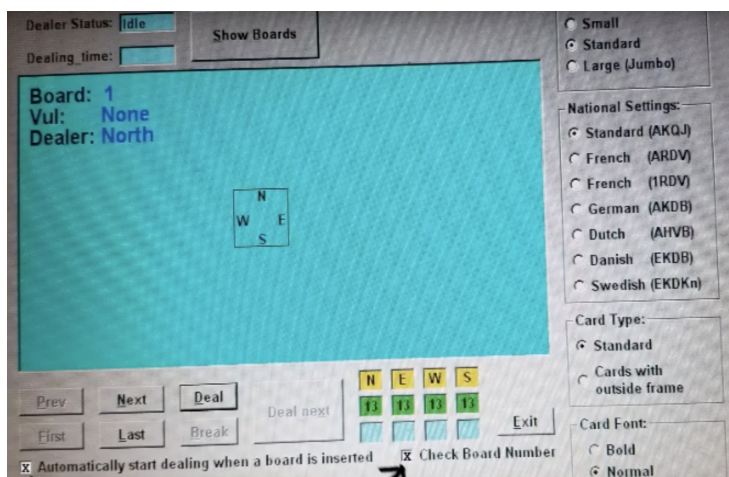 Dealer Status: Idle
Dealing_time:
Show Boards
Small
Standard
Large (Jumbo)
Board: 1
Vul: None
Dealer: North
N
W E
S
National Settings:
Standard (AKQJ)
French (ARDV)
French (1RDV)
German (AKDB)
Dutch (AHVB)
Danish (EKDB)
Swedish (EKDKn)
Card Type:
Standard
Cards with
outside frame
N E W S
13 13 13 13
Prev Next Deal Deal next
First Last Break Exit
Card Font:
Bold
Normal
X Automatically start dealing when a board is inserted
X Check Board Number